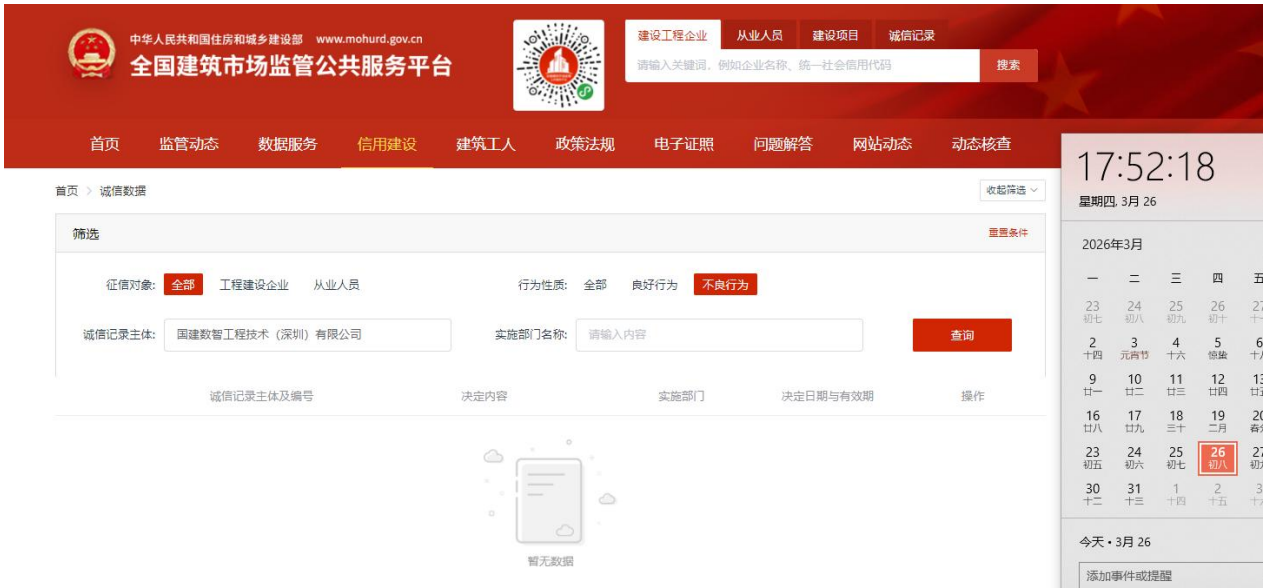 中华人民共和国住房和城乡建设部 www.mohurd.gov.cn
全国建筑市场监管公共服务平台
建设工程企业 从业人员 建设项目 诚信记录
请输入关键词，例如企业名称、统一社会信用代码 搜索
首页 监管动态 数据服务 信用建设 建筑工人 政策法规 电子证照 问题解答 网站动态 动态核查
首页 > 诚信数据 收起筛选
筛选 重置条件
征信对象: 全部 工程建设企业 从业人员 行为性质: 全部 良好行为 不良行为
诚信记录主体: 国建数智工程技术（深圳）有限公司 实施部门名称: 请输入内容 查询
诚信记录主体及编号 决定内容 实施部门 决定日期与有效期 操作
暂无数据
17:52:18
星期四, 3月 26
2026年3月
一 二 三 四 五
23 24 25 26 27
初七 初八 初九 初十
2 3 4 5 6
十四 元宵节 十六 惊蛰
9 10 11 12 13
廿一 廿二 廿三 廿四
16 17 18 19 20
廿八 廿九 三十 二月
23 24 25 26 27
初五 初六 初七 初八
30 31 1 2 3
十二 十三 十四 十五
今天 • 3月 26
添加事件或提醒